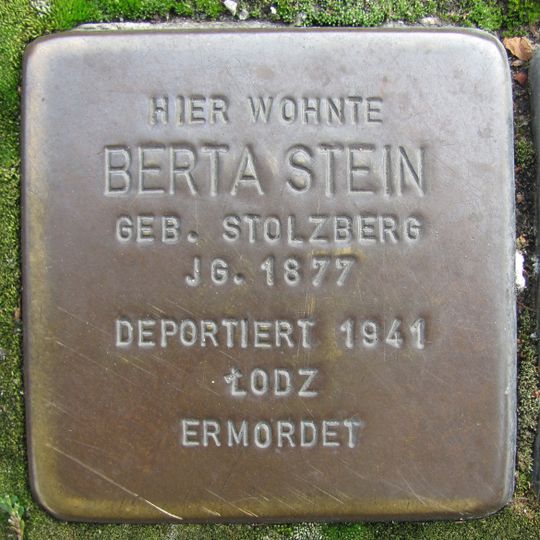 HIER WOHNTE
BERTA STEIN
GEB. STOLZBERG
JG. 1877
DEPORTIERT 1941
ŁODZ
ERMORDET